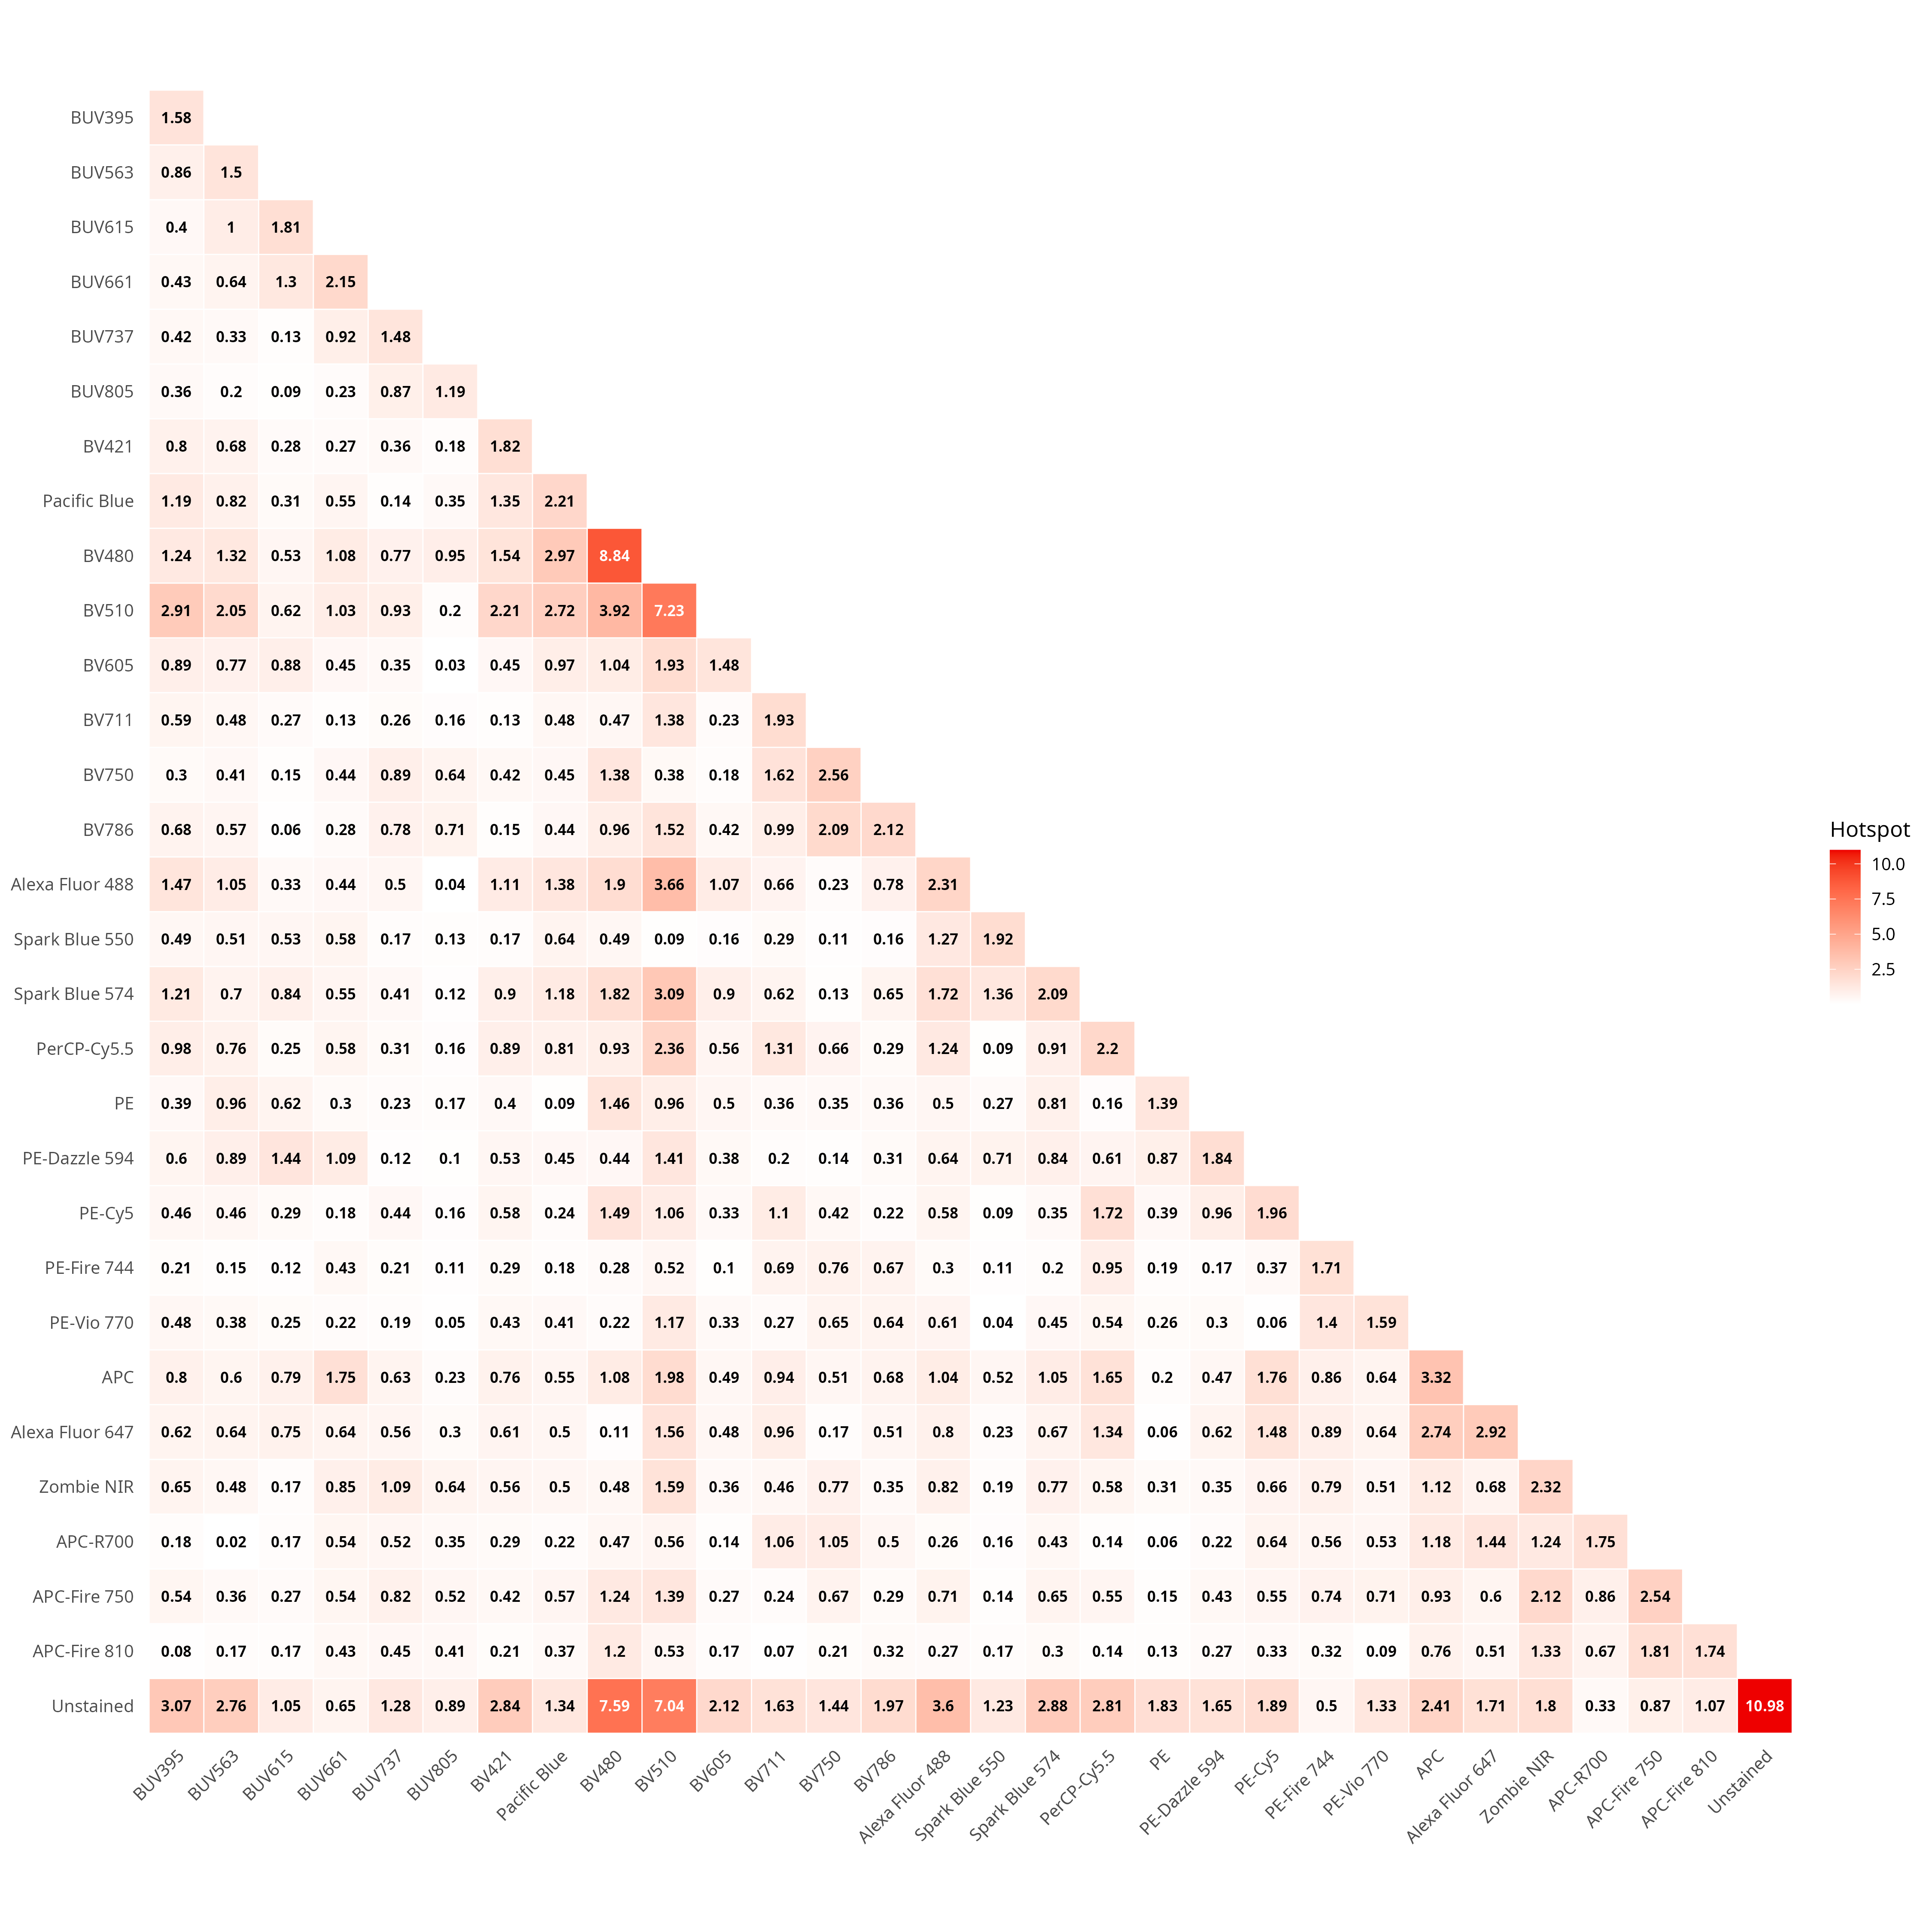 BUV395 1.58
BUV563 0.86 1.5
BUV615 0.4 1 1.81
BUV661 0.43 0.64 1.3 2.15
BUV737 0.42 0.33 0.13 0.92 1.48
BUV805 0.36 0.2 0.09 0.23 0.87 1.19
BV421 0.8 0.68 0.28 0.27 0.36 0.18 1.82
Pacific Blue 1.19 0.82 0.31 0.55 0.14 0.35 1.35 2.21
BV480 1.24 1.32 0.53 1.08 0.77 0.95 1.54 2.97 8.84
BV510 2.91 2.05 0.62 1.03 0.93 0.2 2.21 2.72 3.92 7.23
BV605 0.89 0.77 0.88 0.45 0.35 0.03 0.45 0.97 1.04 1.93 1.48
BV711 0.59 0.48 0.27 0.13 0.26 0.16 0.13 0.48 0.47 1.38 0.23 1.93
BV750 0.3 0.41 0.15 0.44 0.89 0.64 0.42 0.45 1.38 0.38 0.18 1.62 2.56
BV786 0.68 0.57 0.06 0.28 0.78 0.71 0.15 0.44 0.96 1.52 0.42 0.99 2.09 2.12
Hotspot
10.0
7.5
5.0
2.5
Alexa Fluor 488 1.47 1.05 0.33 0.44 0.5 0.04 1.11 1.38 1.9 3.66 1.07 0.66 0.23 0.78 2.31
Spark Blue 550 0.49 0.51 0.53 0.58 0.17 0.13 0.17 0.64 0.49 0.09 0.16 0.29 0.11 0.16 1.27 1.92
Spark Blue 574 1.21 0.7 0.84 0.55 0.41 0.12 0.9 1.18 1.82 3.09 0.9 0.62 0.13 0.65 1.72 1.36 2.09
PerCP-Cy5.5 0.98 0.76 0.25 0.58 0.31 0.16 0.89 0.81 0.93 2.36 0.56 1.31 0.66 0.29 1.24 0.09 0.91 2.2
PE 0.39 0.96 0.62 0.3 0.23 0.17 0.4 0.09 1.46 0.96 0.5 0.36 0.35 0.36 0.5 0.27 0.81 0.16 1.39
PE-Dazzle 594 0.6 0.89 1.44 1.09 0.12 0.1 0.53 0.45 0.44 1.41 0.38 0.2 0.14 0.31 0.64 0.71 0.84 0.61 0.87 1.84
PE-Cy5 0.46 0.46 0.29 0.18 0.44 0.16 0.58 0.24 1.49 1.06 0.33 1.1 0.42 0.22 0.58 0.09 0.35 1.72 0.39 0.96 1.96
PE-Fire 744 0.21 0.15 0.12 0.43 0.21 0.11 0.29 0.18 0.28 0.52 0.1 0.69 0.76 0.67 0.3 0.11 0.2 0.95 0.19 0.17 0.37 1.71
PE-Vio 770 0.48 0.38 0.25 0.22 0.19 0.05 0.43 0.41 0.22 1.17 0.33 0.27 0.65 0.64 0.61 0.04 0.45 0.54 0.26 0.3 0.06 1.4 1.59
APC 0.8 0.6 0.79 1.75 0.63 0.23 0.76 0.55 1.08 1.98 0.49 0.94 0.51 0.68 1.04 0.52 1.05 1.65 0.2 0.47 1.76 0.86 0.64 3.32
Alexa Fluor 647 0.62 0.64 0.75 0.64 0.56 0.3 0.61 0.5 0.11 1.56 0.48 0.96 0.17 0.51 0.8 0.23 0.67 1.34 0.06 0.62 1.48 0.89 0.64 2.74 2.92
Zombie NIR 0.65 0.48 0.17 0.85 1.09 0.64 0.56 0.5 0.48 1.59 0.36 0.46 0.77 0.35 0.82 0.19 0.77 0.58 0.31 0.35 0.66 0.79 0.51 1.12 0.68 2.32
APC-R700 0.18 0.02 0.17 0.54 0.52 0.35 0.29 0.22 0.47 0.56 0.14 1.06 1.05 0.5 0.26 0.16 0.43 0.14 0.06 0.22 0.64 0.56 0.53 1.18 1.44 1.24 1.75
APC-Fire 750 0.54 0.36 0.27 0.54 0.82 0.52 0.42 0.57 1.24 1.39 0.27 0.24 0.67 0.29 0.71 0.14 0.65 0.55 0.15 0.43 0.55 0.74 0.71 0.93 0.6 2.12 0.86 2.54
APC-Fire 810 0.08 0.17 0.17 0.43 0.45 0.41 0.21 0.37 1.2 0.53 0.17 0.07 0.21 0.32 0.27 0.17 0.3 0.14 0.13 0.27 0.33 0.32 0.09 0.76 0.51 1.33 0.67 1.81 1.74
Unstained 3.07 2.76 1.05 0.65 1.28 0.89 2.84 1.34 7.59 7.04 2.12 1.63 1.44 1.97 3.6 1.23 2.88 2.81 1.83 1.65 1.89 0.5 1.33 2.41 1.71 1.8 0.33 0.87 1.07 10.98
BUV395 BUV563 BUV615 BUV661 BUV737 BUV805 BV421 Pacific Blue BV480 BV510 BV605 BV711 BV750 BV786 Alexa Fluor 488 Spark Blue 550 Spark Blue 574 PerCP-Cy5.5 PE PE-Dazzle 594 PE-Cy5 PE-Fire 744 PE-Vio 770 APC Alexa Fluor 647 Zombie NIR APC-R700 APC-Fire 750 APC-Fire 810 Unstained